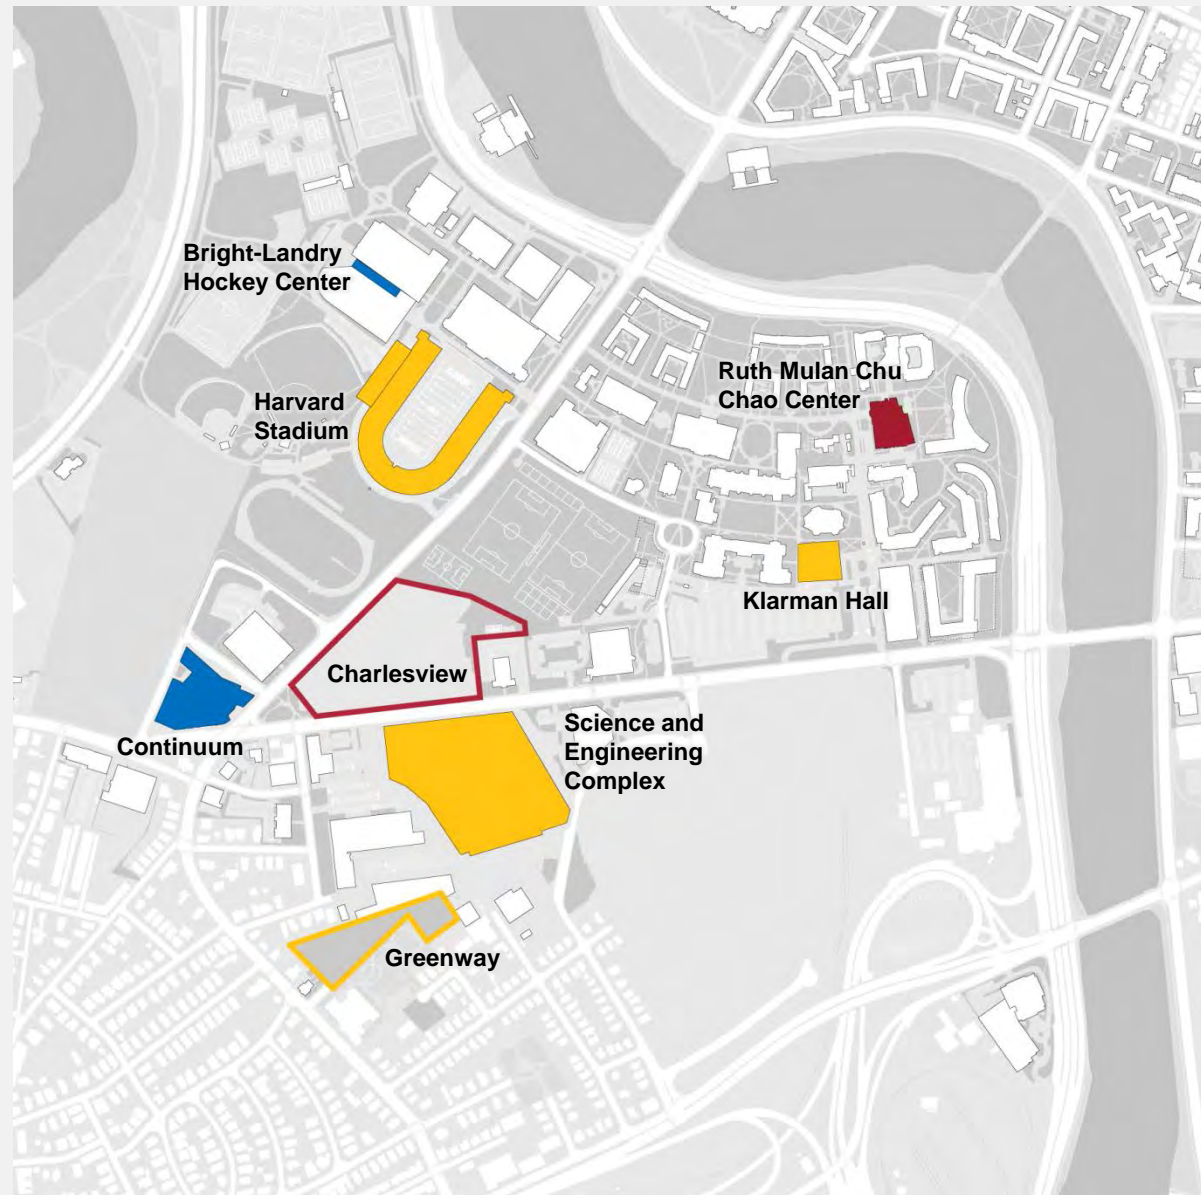 Bright-Landry
Hockey Center
Harvard
Stadium
Ruth Mulan Chu
Chao Center
Klarman Hall
Charlesview
Continuum
Science and
Engineering
Complex
Greenway